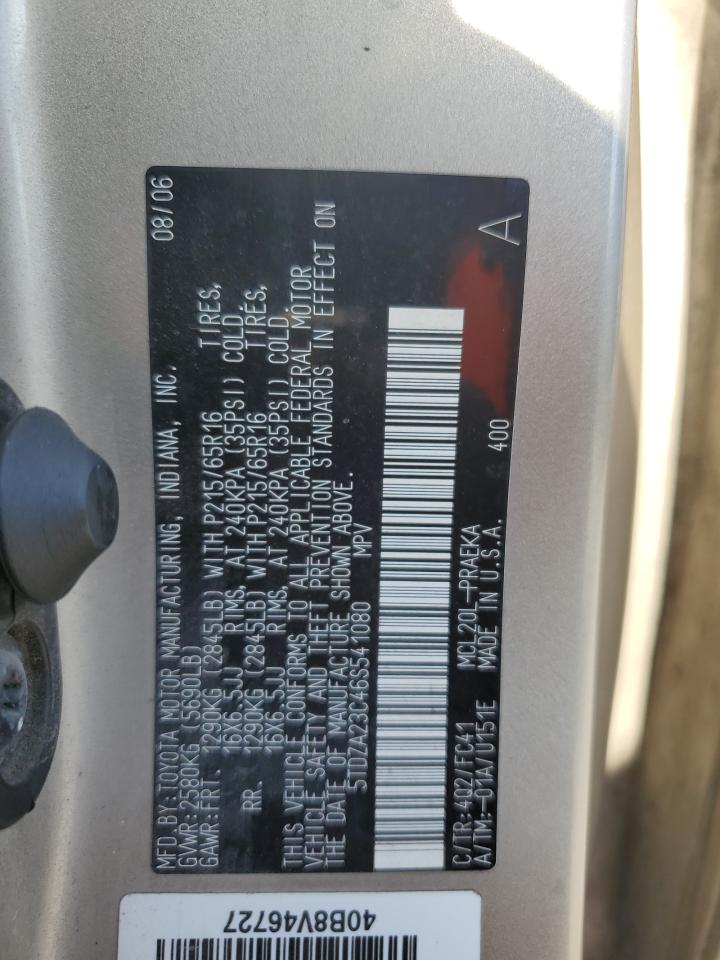 MFD.BY:TOYOTA MOTOR MANUFACTURING, INDIANA, INC. 08/06
GVWR:2580KG(5690LB)
GAWR:FRT. 1290KG (2845LB) WITH P215/65R16 TIRES,
16X6.5JJ RIMS, AT 240KPA (35PSI) COLD.
RR. 1290KG (2845LB) WITH P215/65R16 TIRES,
16X6.5JJ RIMS, AT 240KPA (35PSI) COLD.
THIS VEHICLE CONFORMS TO ALL APPLICABLE FEDERAL MOTOR
VEHICLE SAFETY AND THEFT PREVENTION STANDARDS IN EFFECT ON
THE DATE OF MANUFACTURE SHOWN ABOVE.
5TDZA23C46S541080 MPV
C/TR:4Q2/FC41 MCL20L-PRAEKA 400 A
A/TM:-01A/U151E MADE IN U.S.A.
40B8V46727